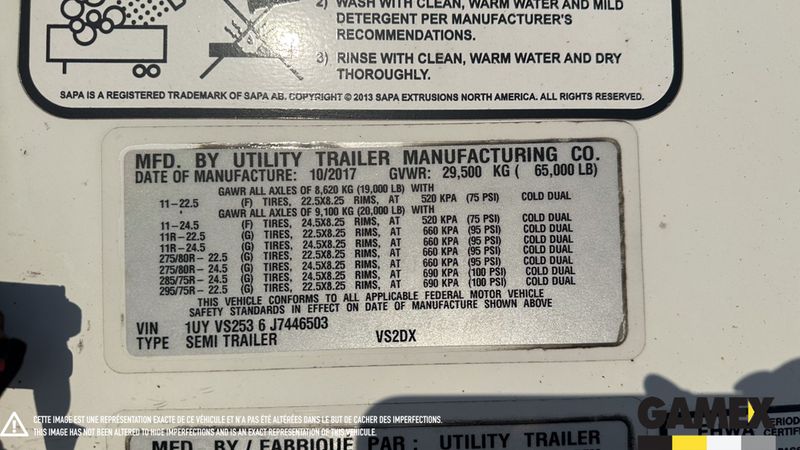 2) WASH WITH CLEAN, WARM WATER AND MILD
DETERGENT PER MANUFACTURER'S
RECOMMENDATIONS.
3) RINSE WITH CLEAN, WARM WATER AND DRY
THOROUGHLY.
SAPA IS A REGISTERED TRADEMARK OF SAPA AB. COPYRIGHT © 2013 SAPA EXTRUSIONS NORTH AMERICA. ALL RIGHTS RESERVED.
MFD. BY UTILITY TRAILER MANUFACTURING CO.
DATE OF MANUFACTURE: 10/2017 GVWR: 29,500 KG ( 65,000 LB)
GAWR ALL AXLES OF 8,620 KG (19,000 LB) WITH
11-22.5 (F) TIRES, 22.5X8.25 RIMS, AT 520 KPA (75 PSI) COLD DUAL
GAWR ALL AXLES OF 9,100 KG (20,000 LB) WITH
11-24.5 (F) TIRES, 24.5X8.25 RIMS, AT 520 KPA (75 PSI) COLD DUAL
11R-22.5 (G) TIRES, 22.5X8.25 RIMS, AT 660 KPA (95 PSI) COLD DUAL
11R-24.5 (G) TIRES, 24.5X8.25 RIMS, AT 660 KPA (95 PSI) COLD DUAL
275/80R-22.5 (G) TIRES, 22.5X8.25 RIMS, AT 660 KPA (95 PSI) COLD DUAL
275/80R-24.5 (G) TIRES, 24.5X8.25 RIMS, AT 660 KPA (95 PSI) COLD DUAL
285/75R-24.5 (G) TIRES, 24.5X8.25 RIMS, AT 690 KPA (100 PSI) COLD DUAL
295/75R-22.5 (G) TIRES, 22.5X8.25 RIMS, AT 690 KPA (100 PSI) COLD DUAL
THIS VEHICLE CONFORMS TO ALL APPLICABLE FEDERAL MOTOR VEHICLE
SAFETY STANDARDS IN EFFECT ON DATE OF MANUFACTURE SHOWN ABOVE
VIN 1UY VS253 6 J7446503
TYPE SEMI TRAILER VS2DX
CETTE IMAGE EST UNE REPRÉSENTATION EXACTE DE CE VÉHICULE ET N'A PAS ÉTÉ ALTÉRÉES DANS LE BUT DE CACHER DES IMPERFECTIONS.
THIS HAS NOT BEEN ALTERED TO HIDE IMPERFECTIONS AND IS AN EXACT REPRESENTATION OF THIS VEHICLE.
GAMEX
MFD. BY / FABRIQUÉ PAR : UTILITY TRAILER